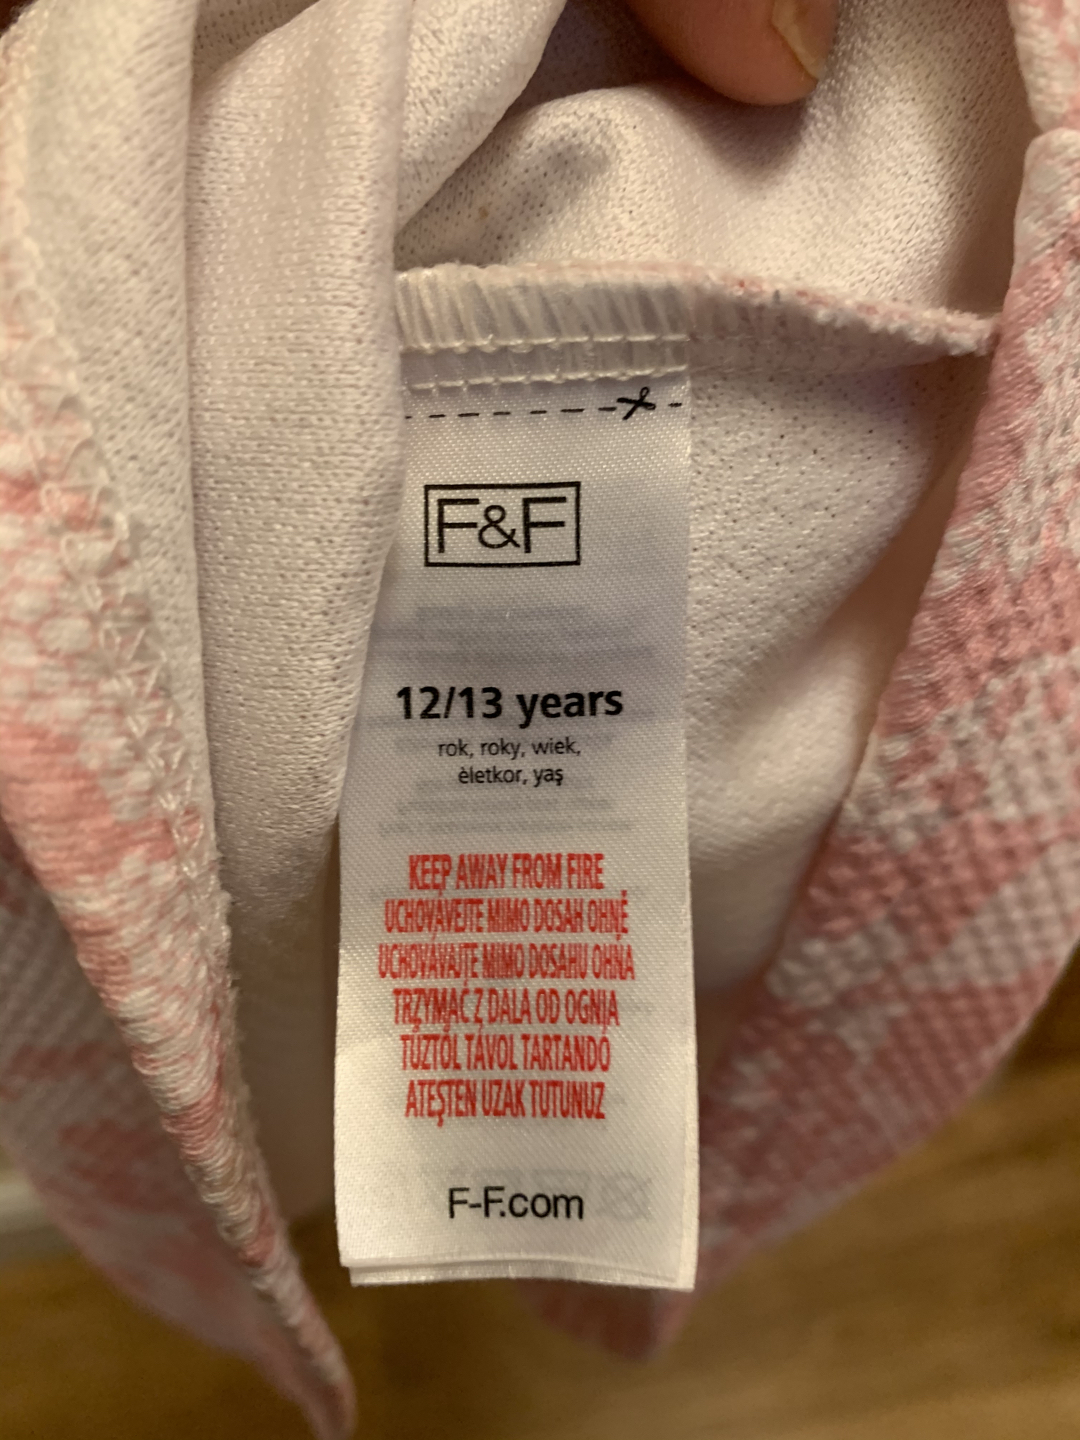 F&F
12/13 years
rok, roky, wiek,
èletkor, yaş
KEEP AWAY FROM FIRE
UCHOVÁVEJTE MIMO DOSAH OHNĚ
UCHOVÁVAJTE MIMO DOSAHU OHŇA
TRZYMAĆ Z DALA OD OGNIA
TŰZTŐL TÁVOL TARTANDÓ
ATEŞTEN UZAK TUTUNUZ
F-F.com